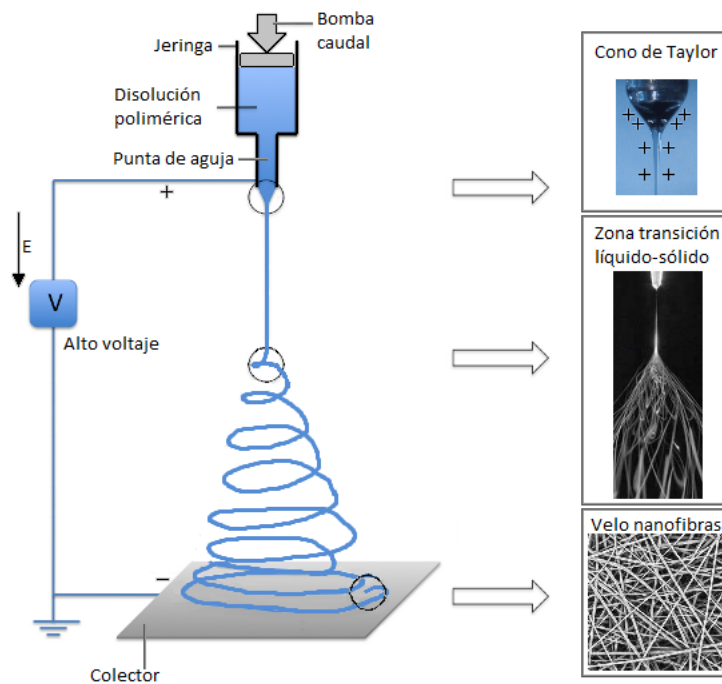 Bomba
caudal
Jeringa
Disolución
polimérica
Punta de aguja
+
E
V
Alto voltaje
−
Colector
Cono de Taylor
+ +
+ +
+ +
+ +
Zona transición
líquido-sólido
Velo nanofibras